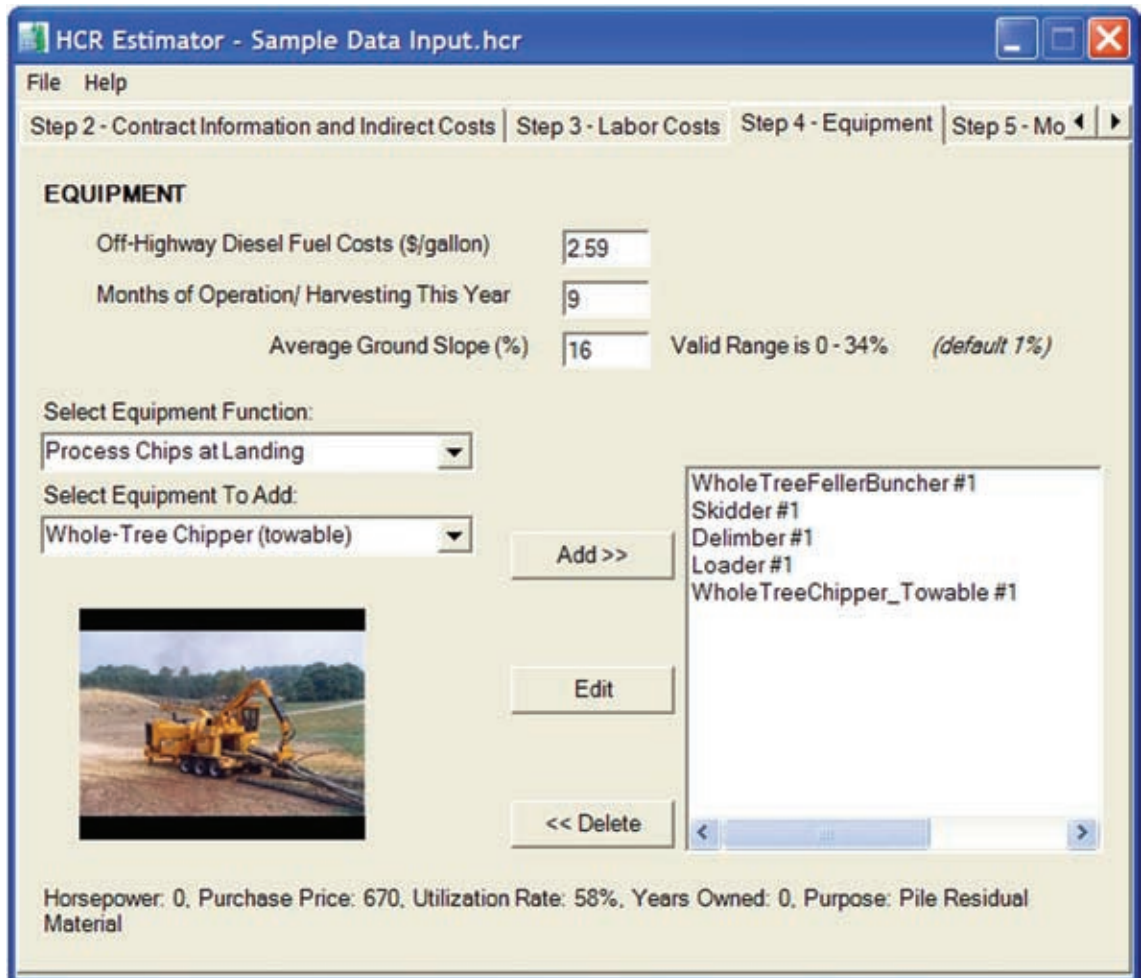 HCR Estimator - Sample Data Input.hcr
File Help
Step 2 - Contract Information and Indirect Costs Step 3 - Labor Costs Step 4 - Equipment Step 5 - Mo
EQUIPMENT
Off-Highway Diesel Fuel Costs ($/gallon) 2.59
Months of Operation/ Harvesting This Year 9
Average Ground Slope (%) 16 Valid Range is 0 - 34% (default 1%)
Select Equipment Function:
Process Chips at Landing
Select Equipment To Add:
Whole-Tree Chipper (towable)
Add >>
Edit
<< Delete
WholeTreeFellerBuncher #1
Skidder #1
Delimber #1
Loader #1
WholeTreeChipper_Towable #1
Horsepower: 0, Purchase Price: 670, Utilization Rate: 58%, Years Owned: 0, Purpose: Pile Residual
Material